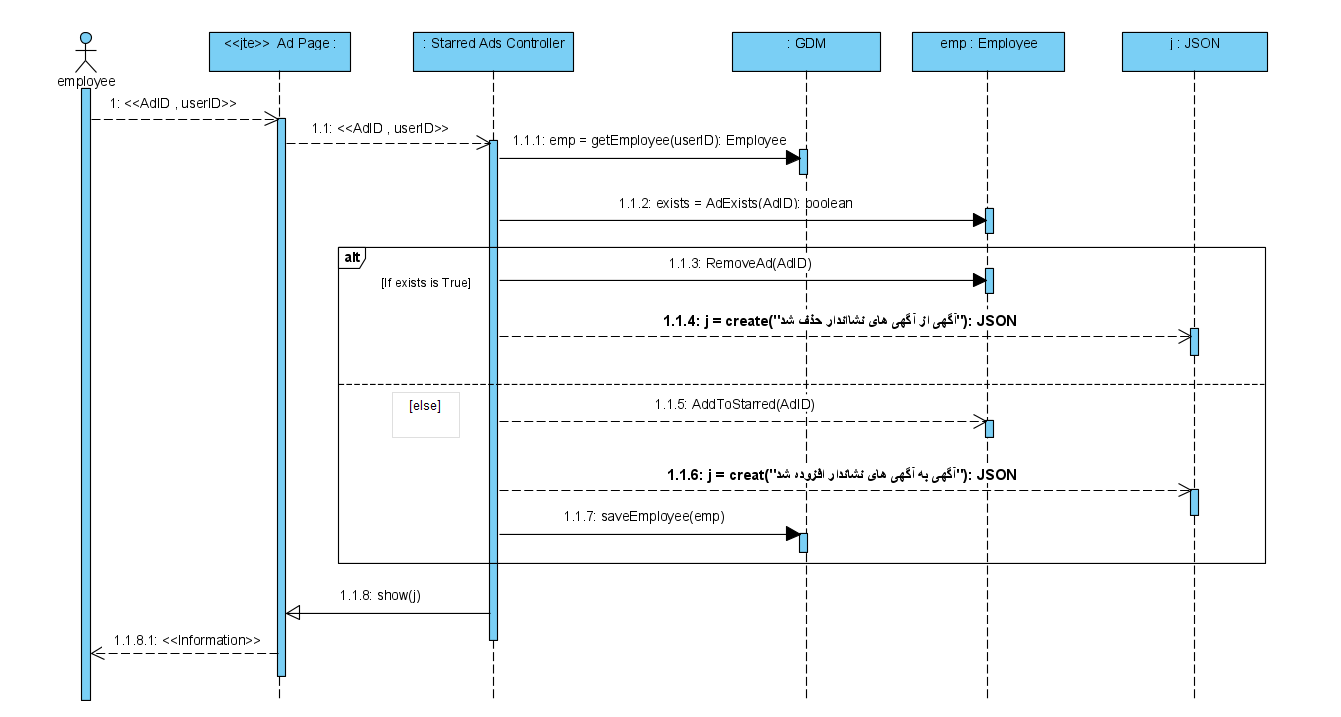 <<jte>> Ad Page :
: Starred Ads Controller
: GDM
emp : Employee
j : JSON
employee
1: <<AdID , userID>>
1.1: <<AdID , userID>>
1.1.1: emp = getEmployee(userID): Employee
1.1.2: exists = AdExists(AdID): boolean
alt
[If exists is True]
1.1.3: RemoveAd(AdID)
1.1.4: j = create("آگهی از آگهی های نشاندار حذف شد"): JSON
[else]
1.1.5: AddToStarred(AdID)
1.1.6: j = creat("آگهی به آگهی های نشاندار افزوده شد"): JSON
1.1.7: saveEmployee(emp)
1.1.8: show(j)
1.1.8.1: <<Information>>